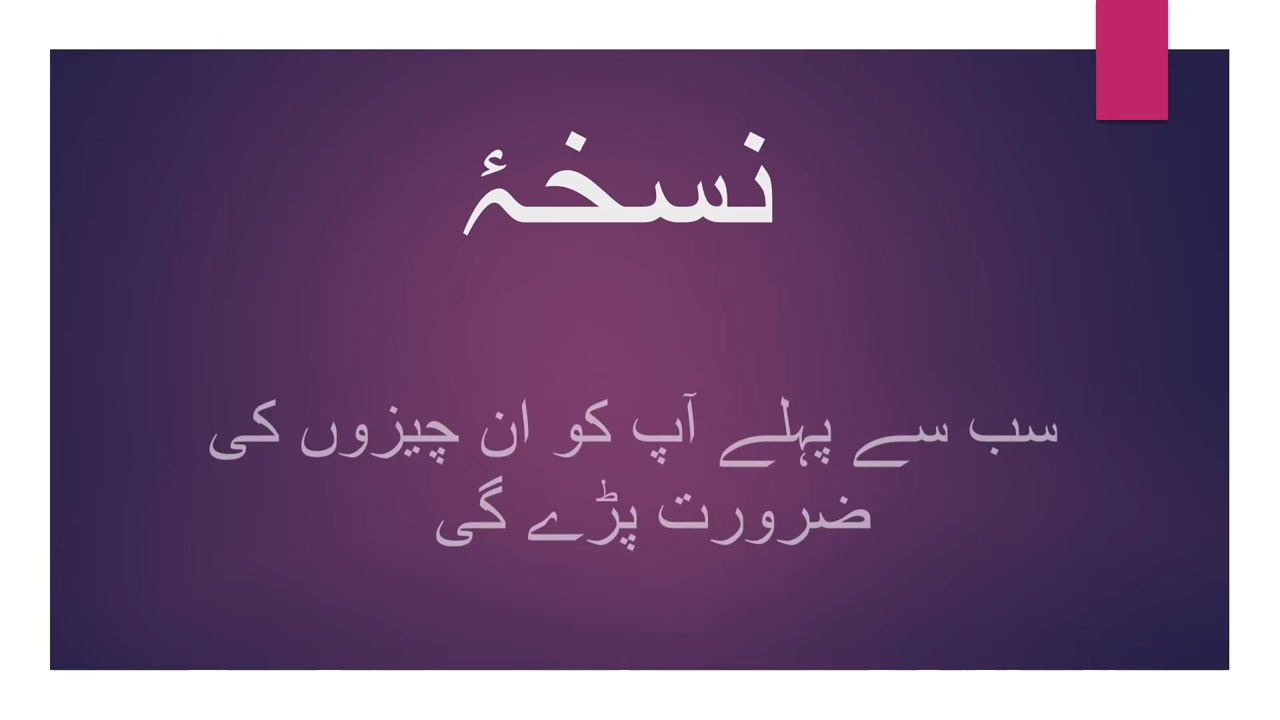 نسخۂ
سب سے پہلے آپ کو ان چیزوں کی
ضرورت پڑے گی